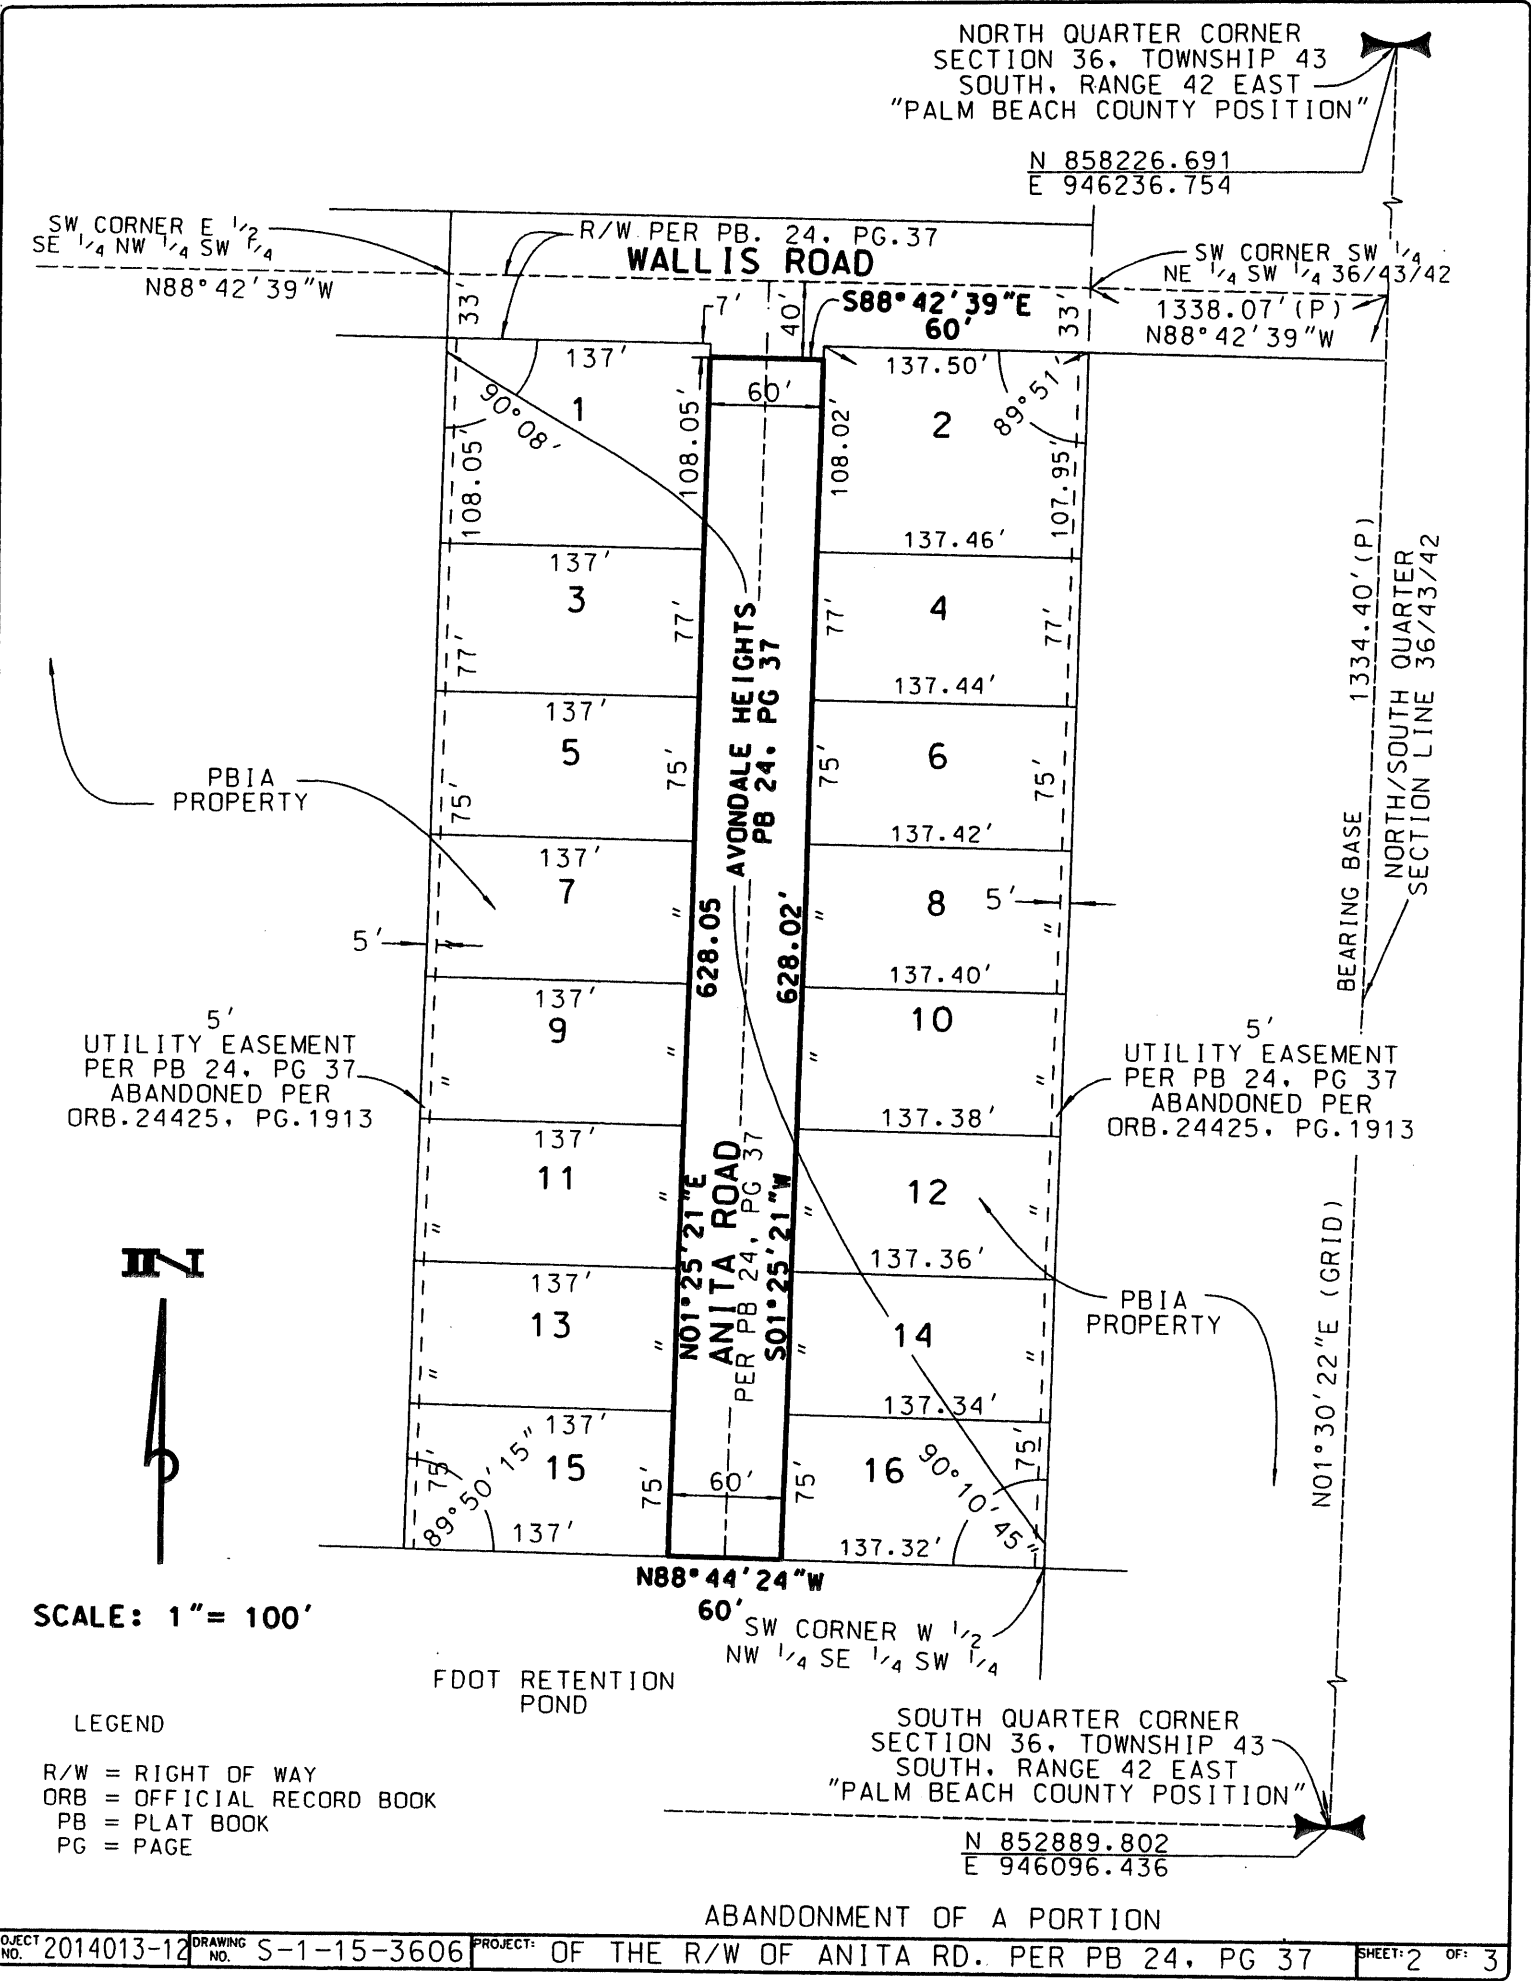 NORTH QUARTER CORNER
SECTION 36, TOWNSHIP 43
SOUTH, RANGE 42 EAST
"PALM BEACH COUNTY POSITION"
N 858226.691
E 946236.754
SW CORNER E 1/2
SE 1/4 NW 1/4 SW 1/4
N88°42'39"W
R/W PER PB. 24, PG.37
WALLIS ROAD
SW CORNER SW 1/4
NE 1/4 SW 1/4 36/43/42
1338.07'(P)
N88°42'39"W
33'
7'
40'
S88°42'39"E
60'
33'
137'
137.50'
60'
90°08'
1
2
89°51'
108.05'
108.05'
108.02'
107.95'
137.46'
137'
3
4
77'
77'
77'
77'
137.44'
137'
5
6
75'
75'
75'
75'
137.42'
137'
7
8
5'
5'
"
"
"
"
137.40'
137'
9
10
"
"
"
"
137.38'
137'
11
12
"
"
"
"
137.36'
137'
13
14
"
"
"
"
137.34'
137'
15
16
75'
75'
75'
75'
60'
89°50'15"
90°10'45"
137'
137.32'
AVONDALE HEIGHTS
PB 24, PG 37
628.05
628.02'
N01°25'21"E
ANITA ROAD
PER PB 24, PG 37
S01°25'21"W
PBIA
PROPERTY
5'
UTILITY EASEMENT
PER PB 24, PG 37
ABANDONED PER
ORB.24425, PG.1913
5'
UTILITY EASEMENT
PER PB 24, PG 37
ABANDONED PER
ORB.24425, PG.1913
PBIA
PROPERTY
1334.40'(P)
BEARING BASE
N01°30'22"E (GRID)
NORTH/SOUTH QUARTER
SECTION LINE 36/43/42
N
N88°44'24"W
60'
SCALE: 1"= 100'
SW CORNER W 1/2
NW 1/4 SE 1/4 SW 1/4
FDOT RETENTION
POND
LEGEND
R/W = RIGHT OF WAY
ORB = OFFICIAL RECORD BOOK
PB = PLAT BOOK
PG = PAGE
SOUTH QUARTER CORNER
SECTION 36, TOWNSHIP 43
SOUTH, RANGE 42 EAST
"PALM BEACH COUNTY POSITION"
N 852889.802
E 946096.436
ABANDONMENT OF A PORTION
OJECT NO. 2014013-12 DRAWING NO. S-1-15-3606 PROJECT: OF THE R/W OF ANITA RD. PER PB 24, PG 37 SHEET: 2 OF: 3